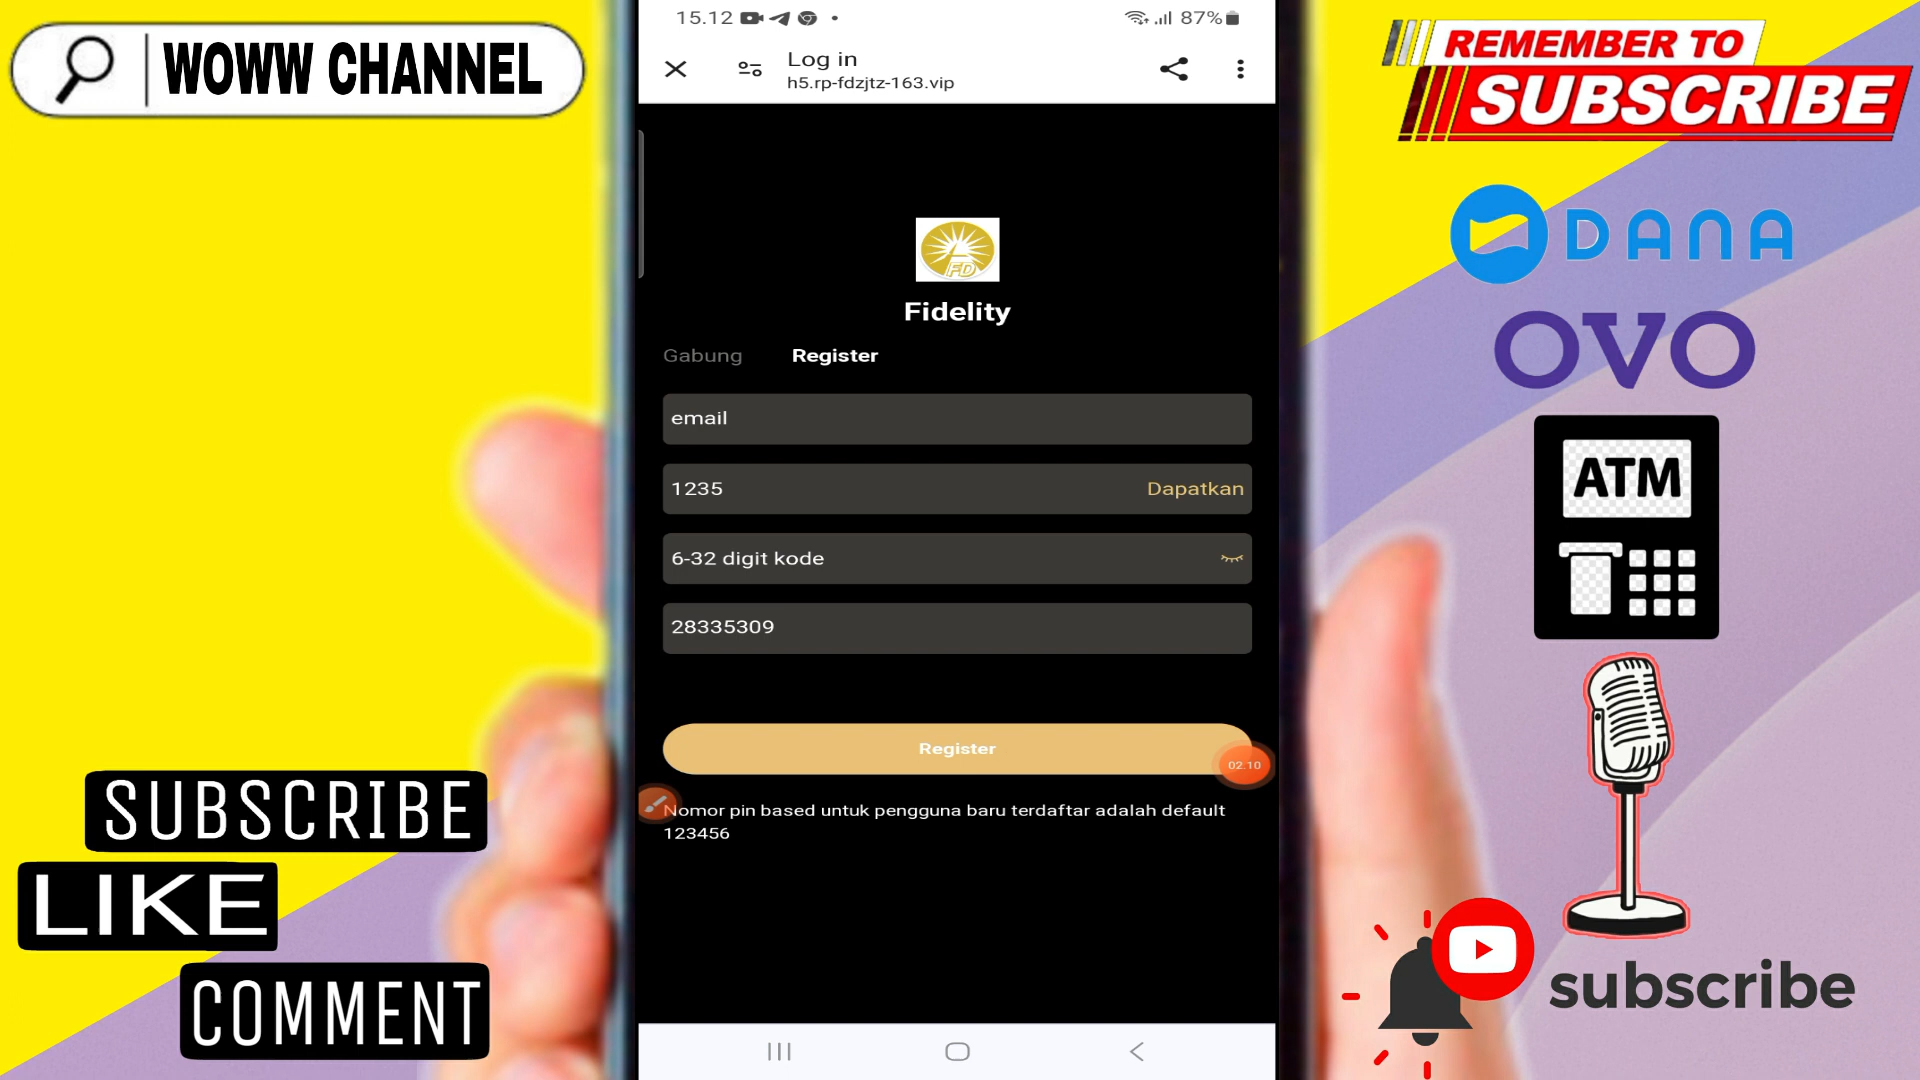 WOWW CHANNEL
15.12
87%
Log in
h5.rp-fdzjtz-163.vip
FD
Fidelity
Gabung Register
email
1235 Dapatkan
6-32 digit kode
28335309
Register
02.10
Nomor pin based untuk pengguna baru terdaftar adalah default
123456
REMEMBER TO
SUBSCRIBE
DANA
OVO
ATM
SUBSCRIBE
LIKE
COMMENT
subscribe